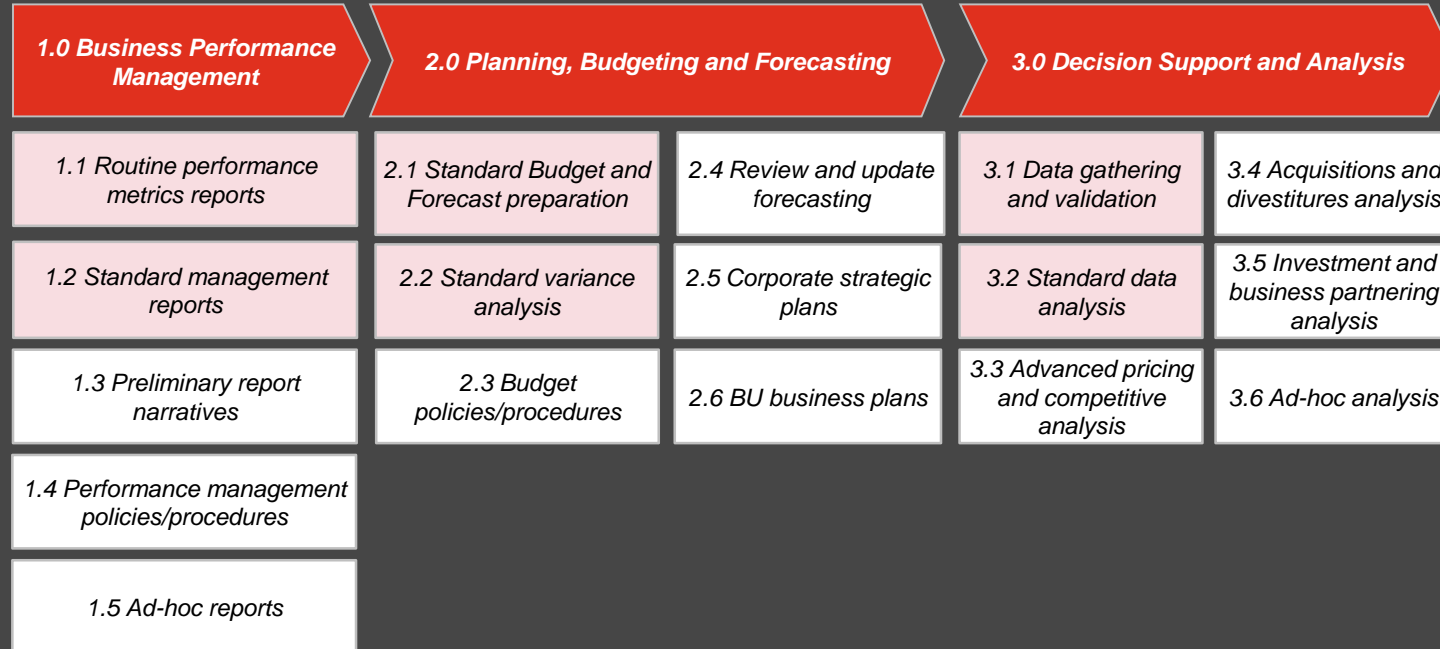 1.0 Business Performance
Management
2.0 Planning, Budgeting and Forecasting
3.0 Decision Support and Analysis
1.1 Routine performance
metrics reports
2.1 Standard Budget and
Forecast preparation
2.4 Review and update
forecasting
3.1 Data gathering
and validation
3.4 Acquisitions and
divestitures analysis
1.2 Standard management
reports
2.2 Standard variance
analysis
2.5 Corporate strategic
plans
3.2 Standard data
analysis
3.5 Investment and
business partnering
analysis
1.3 Preliminary report
narratives
2.3 Budget
policies/procedures
2.6 BU business plans
3.3 Advanced pricing
and competitive
analysis
3.6 Ad-hoc analysis
1.4 Performance management
policies/procedures
1.5 Ad-hoc reports